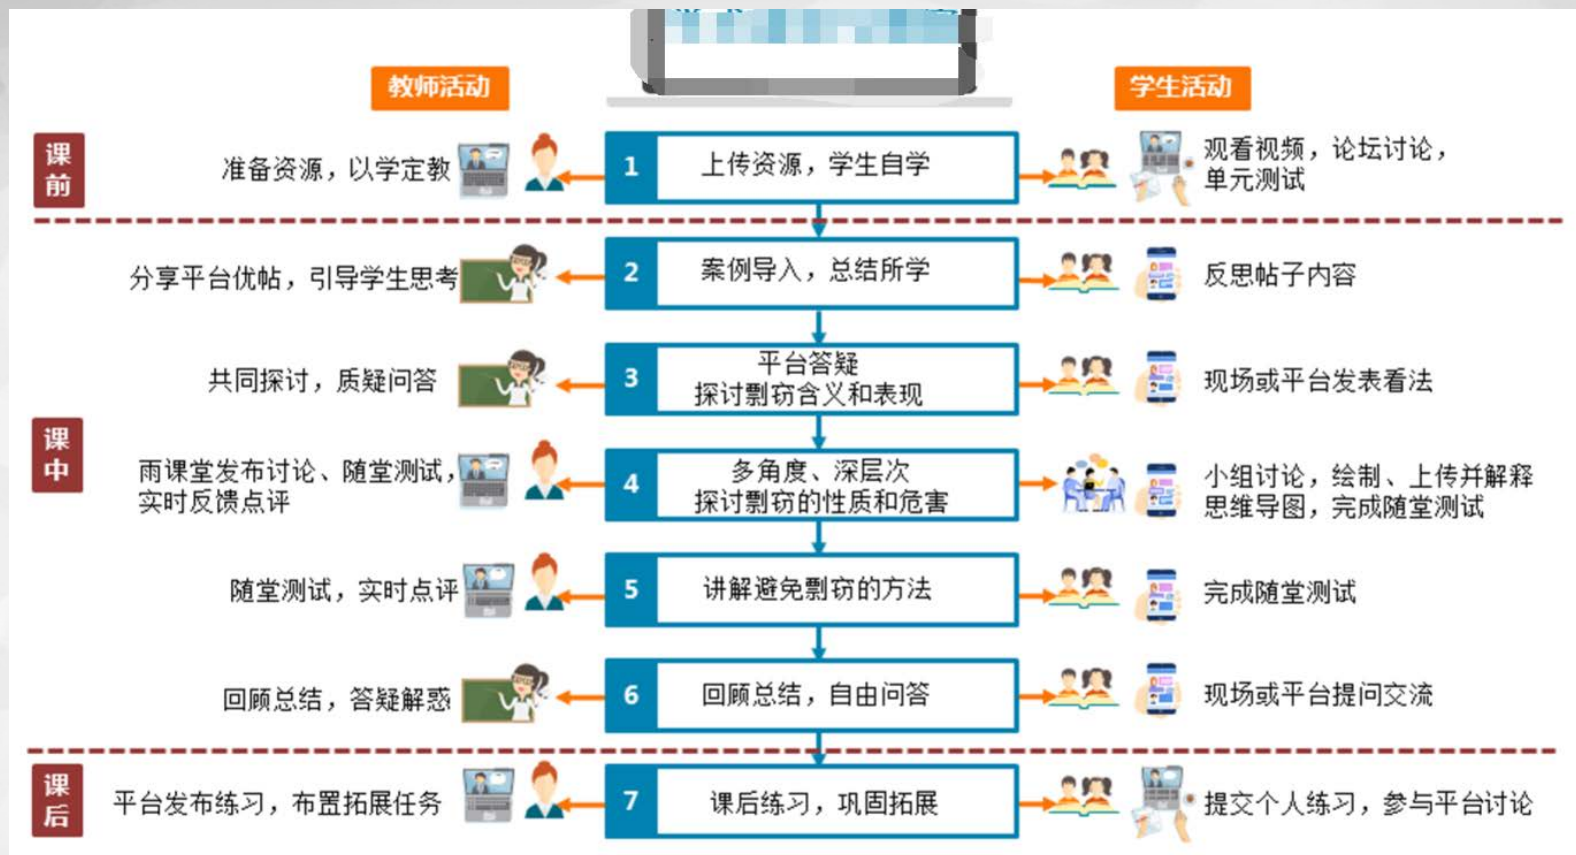 教师活动
学生活动
课
前
准备资源，以学定教
1
上传资源，学生自学
观看视频，论坛讨论，
单元测试
分享平台优帖，引导学生思考
2
案例导入，总结所学
反思帖子内容
共同探讨，质疑问答
3
平台答疑
探讨剽窃含义和表现
现场或平台发表看法
课
中
雨课堂发布讨论、随堂测试，
实时反馈点评
4
多角度、深层次
探讨剽窃的性质和危害
小组讨论，绘制、上传并解释
思维导图，完成随堂测试
随堂测试，实时点评
5
讲解避免剽窃的方法
完成随堂测试
回顾总结，答疑解惑
6
回顾总结，自由问答
现场或平台提问交流
课
后
平台发布练习，布置拓展任务
7
课后练习，巩固拓展
提交个人练习，参与平台讨论